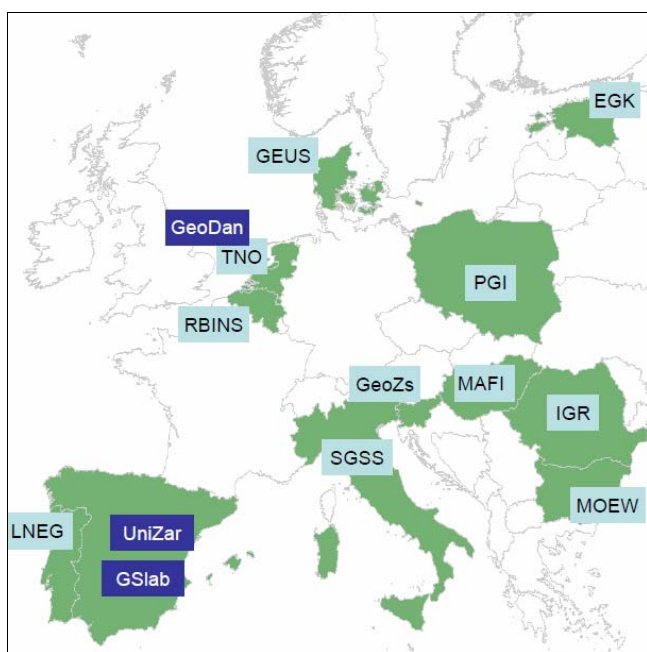 EGK
GEUS
GeoDan
TNO
PGI
RBINS
GeoZs
MAFI
IGR
SGSS
MOEW
LNEG
UniZar
GSlab